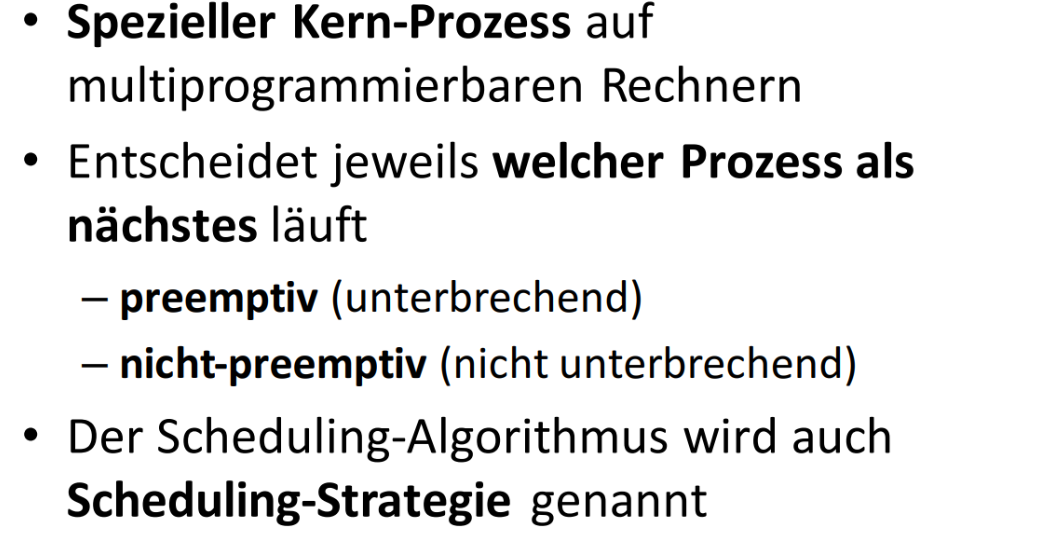 • Spezieller Kern-Prozess auf
multiprogrammierbaren Rechnern
• Entscheidet jeweils welcher Prozess als
nächstes läuft
– preemptiv (unterbrechend)
– nicht-preemptiv (nicht unterbrechend)
• Der Scheduling-Algorithmus wird auch
Scheduling-Strategie genannt